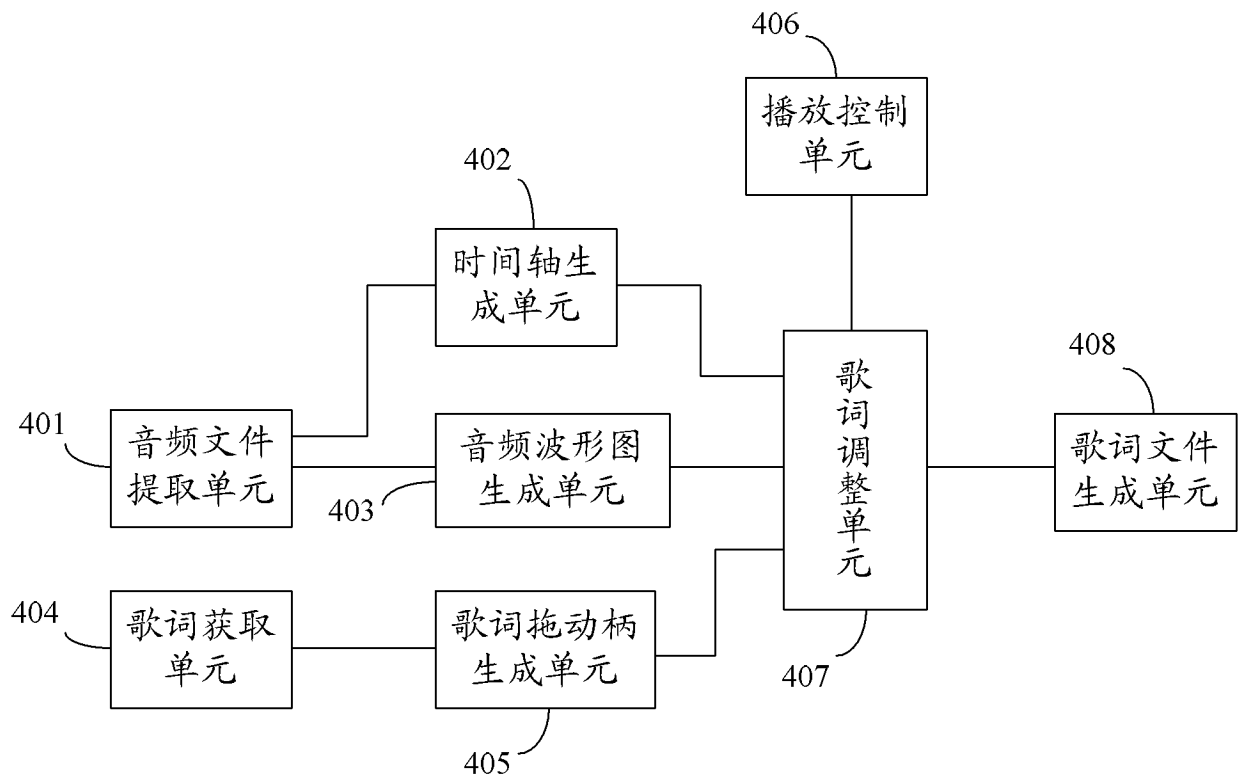 406
播放控制
单元
402
时间轴生
成单元
408
歌词调整单元
401
音频文件
提取单元
音频波形图
生成单元
403
歌词文件
生成单元
404
歌词获取
单元
歌词拖动柄
生成单元
407
405